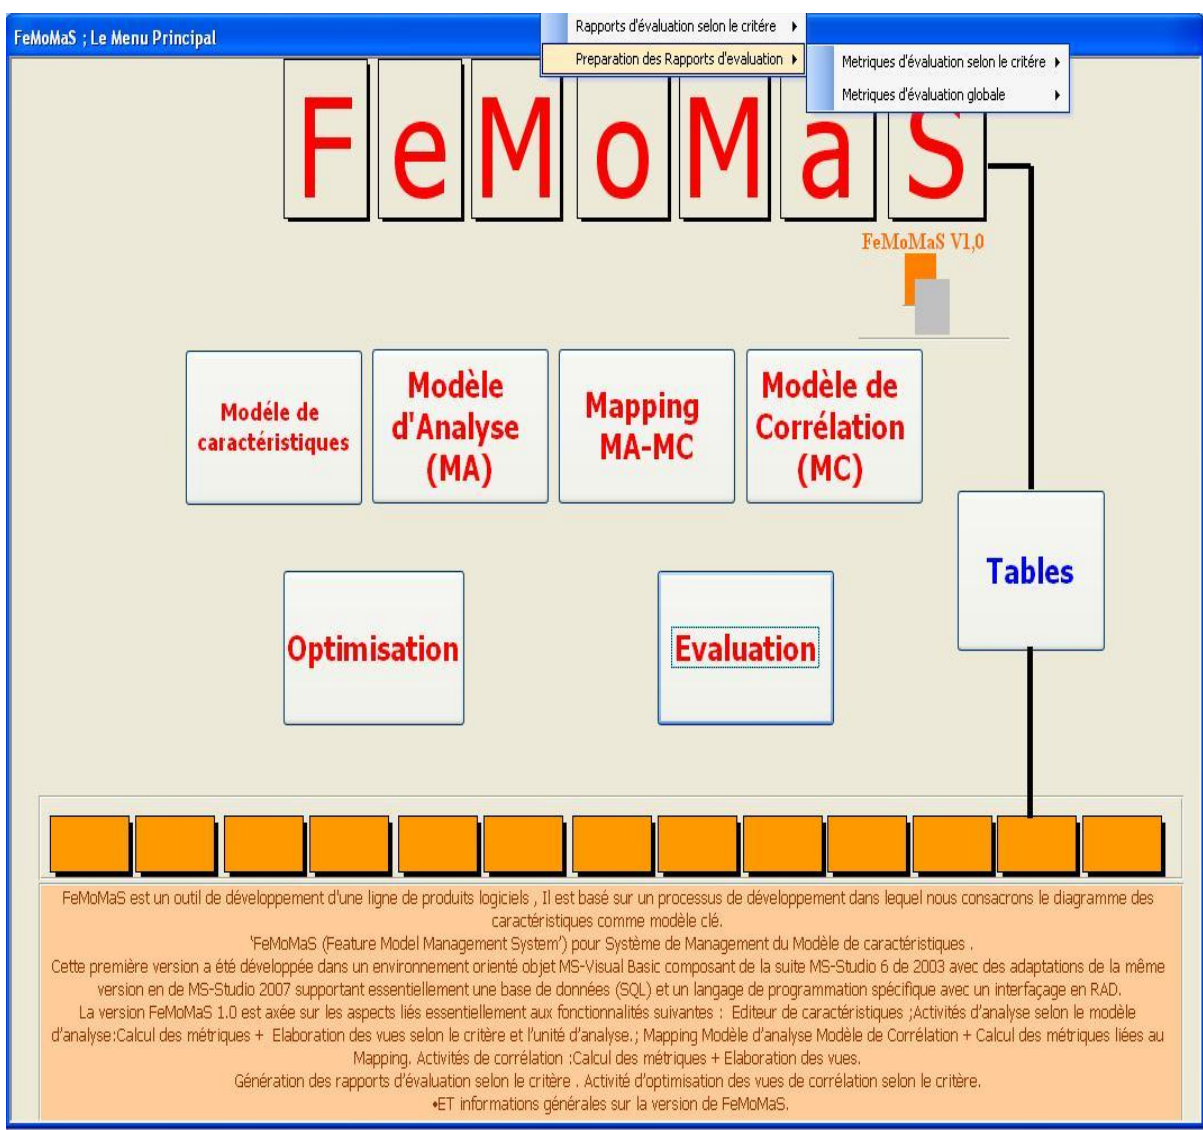 FeMoMaS ; Le Menu Principal
Rapports d'évaluation selon le critére
Preparation des Rapports d'evaluation
Metriques d'évaluation selon le critére
Metriques d'évaluation globale
FeMoMaS
FeMoMaS V1,0
Modéle de
caractéristiques
Modèle
d'Analyse
(MA)
Mapping
MA-MC
Modèle de
Corrélation
(MC)
Tables
Optimisation
Evaluation
FeMoMaS est un outil de développement d'une ligne de produits logiciels , Il est basé sur un processus de développement dans lequel nous consacrons le diagramme des
caractéristiques comme modèle clé.
'FeMoMaS (Feature Model Management System') pour Système de Management du Modèle de caractéristiques .
Cette première version a été développée dans un environnement orienté objet MS-Visual Basic composant de la suite MS-Studio 6 de 2003 avec des adaptations de la même
version en de MS-Studio 2007 supportant essentiellement une base de données (SQL) et un langage de programmation spécifique avec un interfaçage en RAD.
La version FeMoMaS 1.0 est axée sur les aspects liés essentiellement aux fonctionnalités suivantes : Editeur de caractéristiques ;Activités d'analyse selon le modèle
d'analyse:Calcul des métriques + Elaboration des vues selon le critère et l'unité d'analyse.; Mapping Modèle d'analyse Modèle de Corrélation + Calcul des métriques liées au
Mapping. Activités de corrélation :Calcul des métriques + Elaboration des vues.
Génération des rapports d'évaluation selon le critère . Activité d'optimisation des vues de corrélation selon le critère.
•ET informations générales sur la version de FeMoMaS.